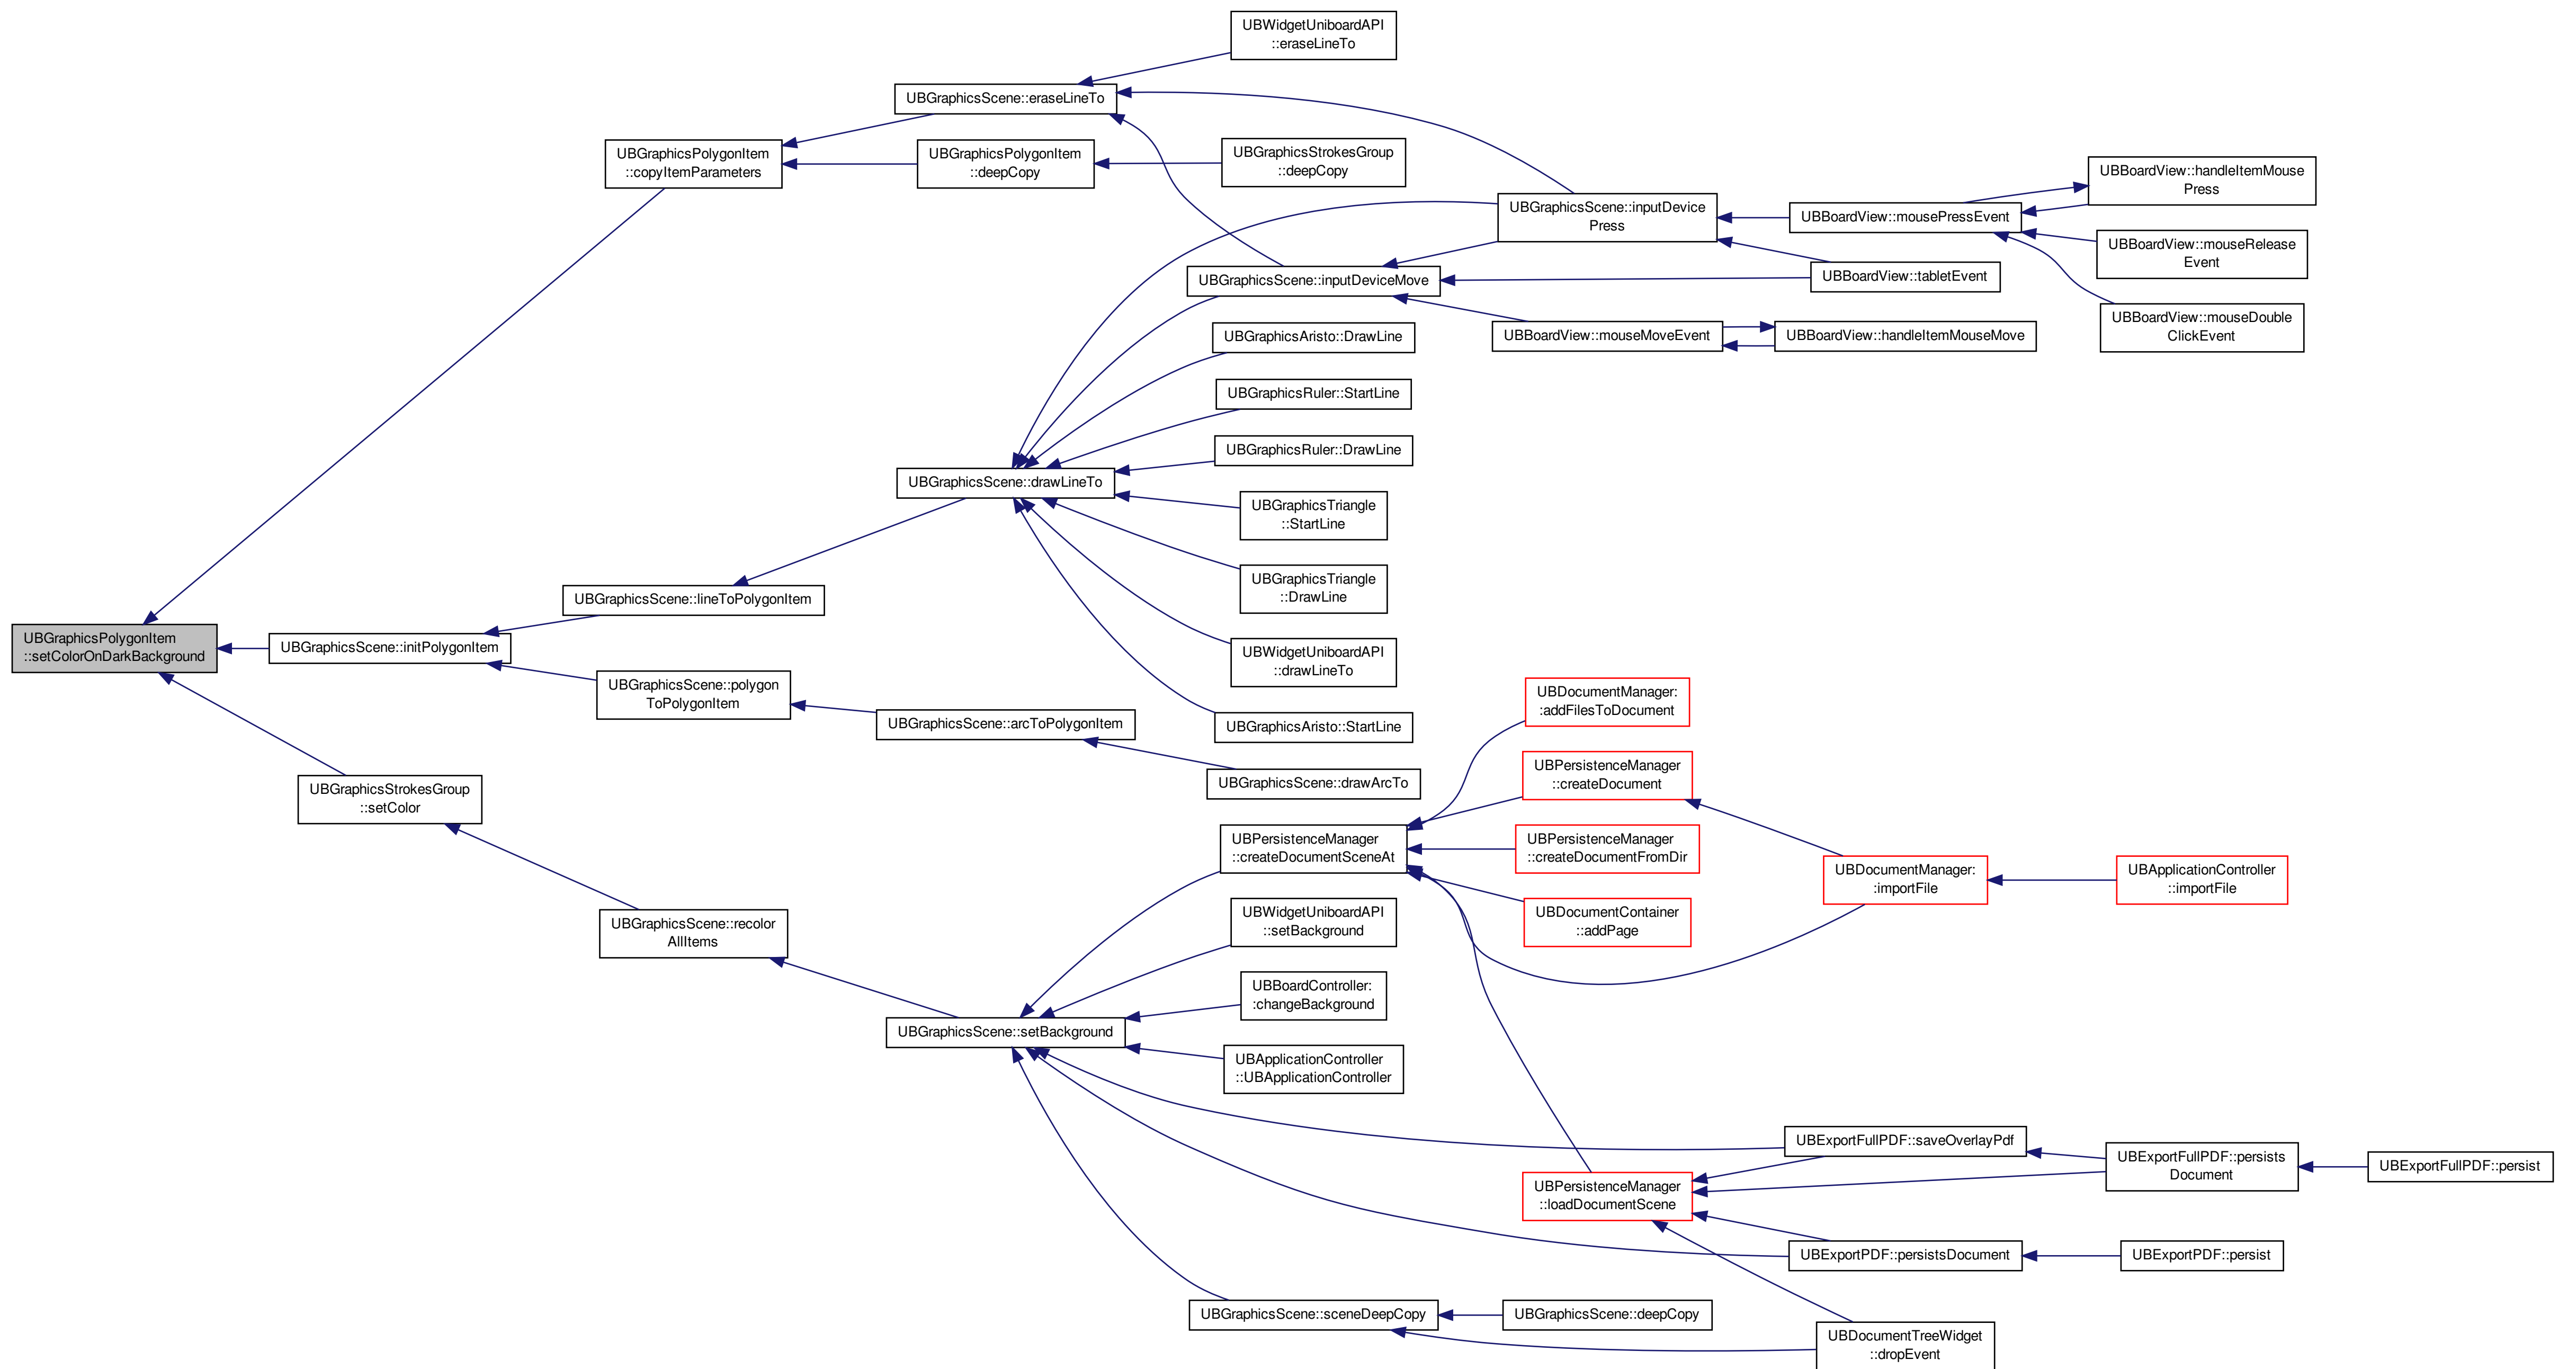 UBWidgetUniboardAPI
::eraseLineTo
UBGraphicsScene::eraseLineTo
UBGraphicsPolygonItem
::copyItemParameters
UBGraphicsPolygonItem
::deepCopy
UBGraphicsStrokesGroup
::deepCopy
UBGraphicsScene::inputDevice
Press
UBBoardView::mousePressEvent
UBBoardView::handleItemMouse
Press
UBBoardView::mouseRelease
Event
UBBoardView::mouseDouble
ClickEvent
UBGraphicsScene::inputDeviceMove
UBBoardView::tabletEvent
UBBoardView::mouseMoveEvent
UBBoardView::handleItemMouseMove
UBGraphicsAristo::DrawLine
UBGraphicsRuler::StartLine
UBGraphicsRuler::DrawLine
UBGraphicsScene::drawLineTo
UBGraphicsTriangle
::StartLine
UBGraphicsTriangle
::DrawLine
UBGraphicsScene::lineToPolygonItem
UBGraphicsPolygonItem
::setColorOnDarkBackground
UBGraphicsScene::initPolygonItem
UBWidgetUniboardAPI
::drawLineTo
UBGraphicsScene::polygon
ToPolygonItem
UBGraphicsScene::arcToPolygonItem
UBGraphicsAristo::StartLine
UBGraphicsScene::drawArcTo
UBDocumentManager:
:addFilesToDocument
UBPersistenceManager
::createDocument
UBGraphicsStrokesGroup
::setColor
UBPersistenceManager
::createDocumentSceneAt
UBPersistenceManager
::createDocumentFromDir
UBDocumentManager:
:importFile
UBApplicationController
::importFile
UBDocumentContainer
::addPage
UBGraphicsScene::recolor
AllItems
UBWidgetUniboardAPI
::setBackground
UBBoardController:
:changeBackground
UBGraphicsScene::setBackground
UBApplicationController
::UBApplicationController
UBExportFullPDF::saveOverlayPdf
UBExportFullPDF::persists
Document
UBExportFullPDF::persist
UBPersistenceManager
::loadDocumentScene
UBExportPDF::persistsDocument
UBExportPDF::persist
UBGraphicsScene::sceneDeepCopy
UBGraphicsScene::deepCopy
UBDocumentTreeWidget
::dropEvent